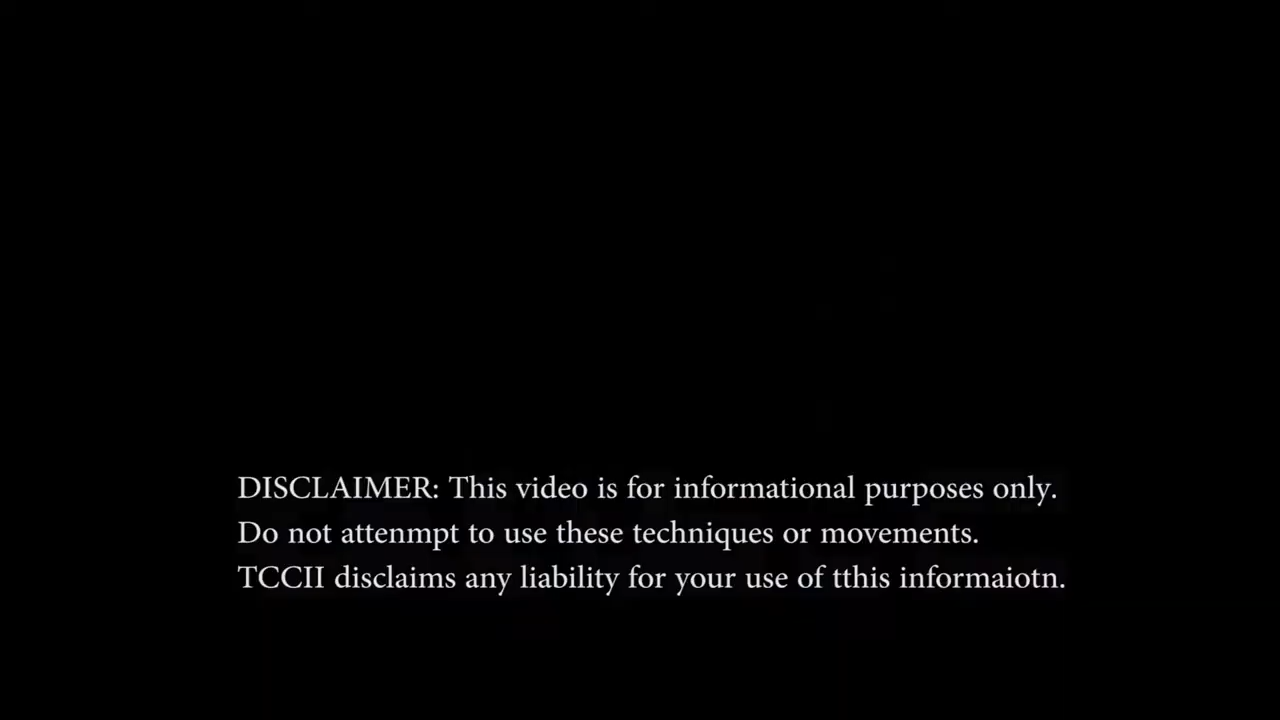 DISCLAIMER: This video is for informational purposes only.
Do not attenmpt to use these techniques or movements.
TCCII disclaims any liability for your use of tthis informaiotn.